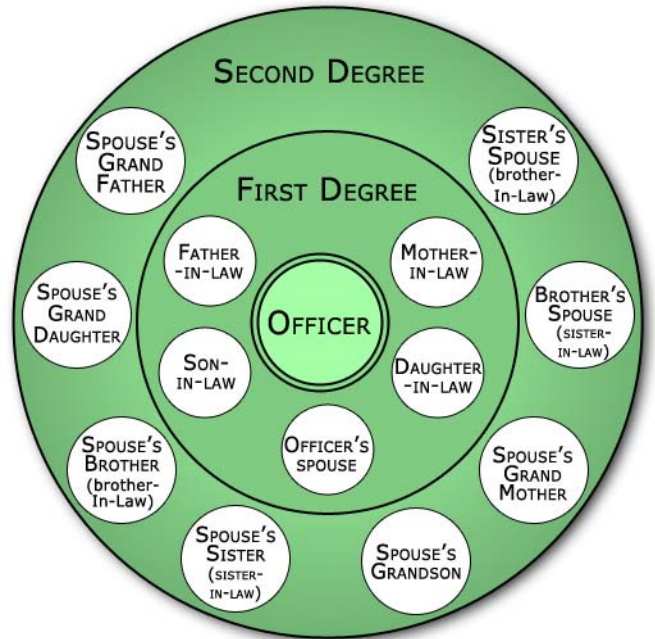 SECOND DEGREE
SPOUSE'S
GRAND
FATHER
SISTER'S
SPOUSE
(brother-
In-Law)
FIRST DEGREE
FATHER
-IN-LAW
MOTHER-
IN-LAW
OFFICER
SPOUSE'S
GRAND
DAUGHTER
BROTHER'S
SPOUSE
(SISTER-
IN-LAW)
SON-
IN-LAW
DAUGHTER
-IN-LAW
OFFICER'S
SPOUSE
SPOUSE'S
BROTHER
(brother-
In-Law)
SPOUSE'S
GRAND
MOTHER
SPOUSE'S
SISTER
(SISTER-
IN-LAW)
SPOUSE'S
GRANDSON